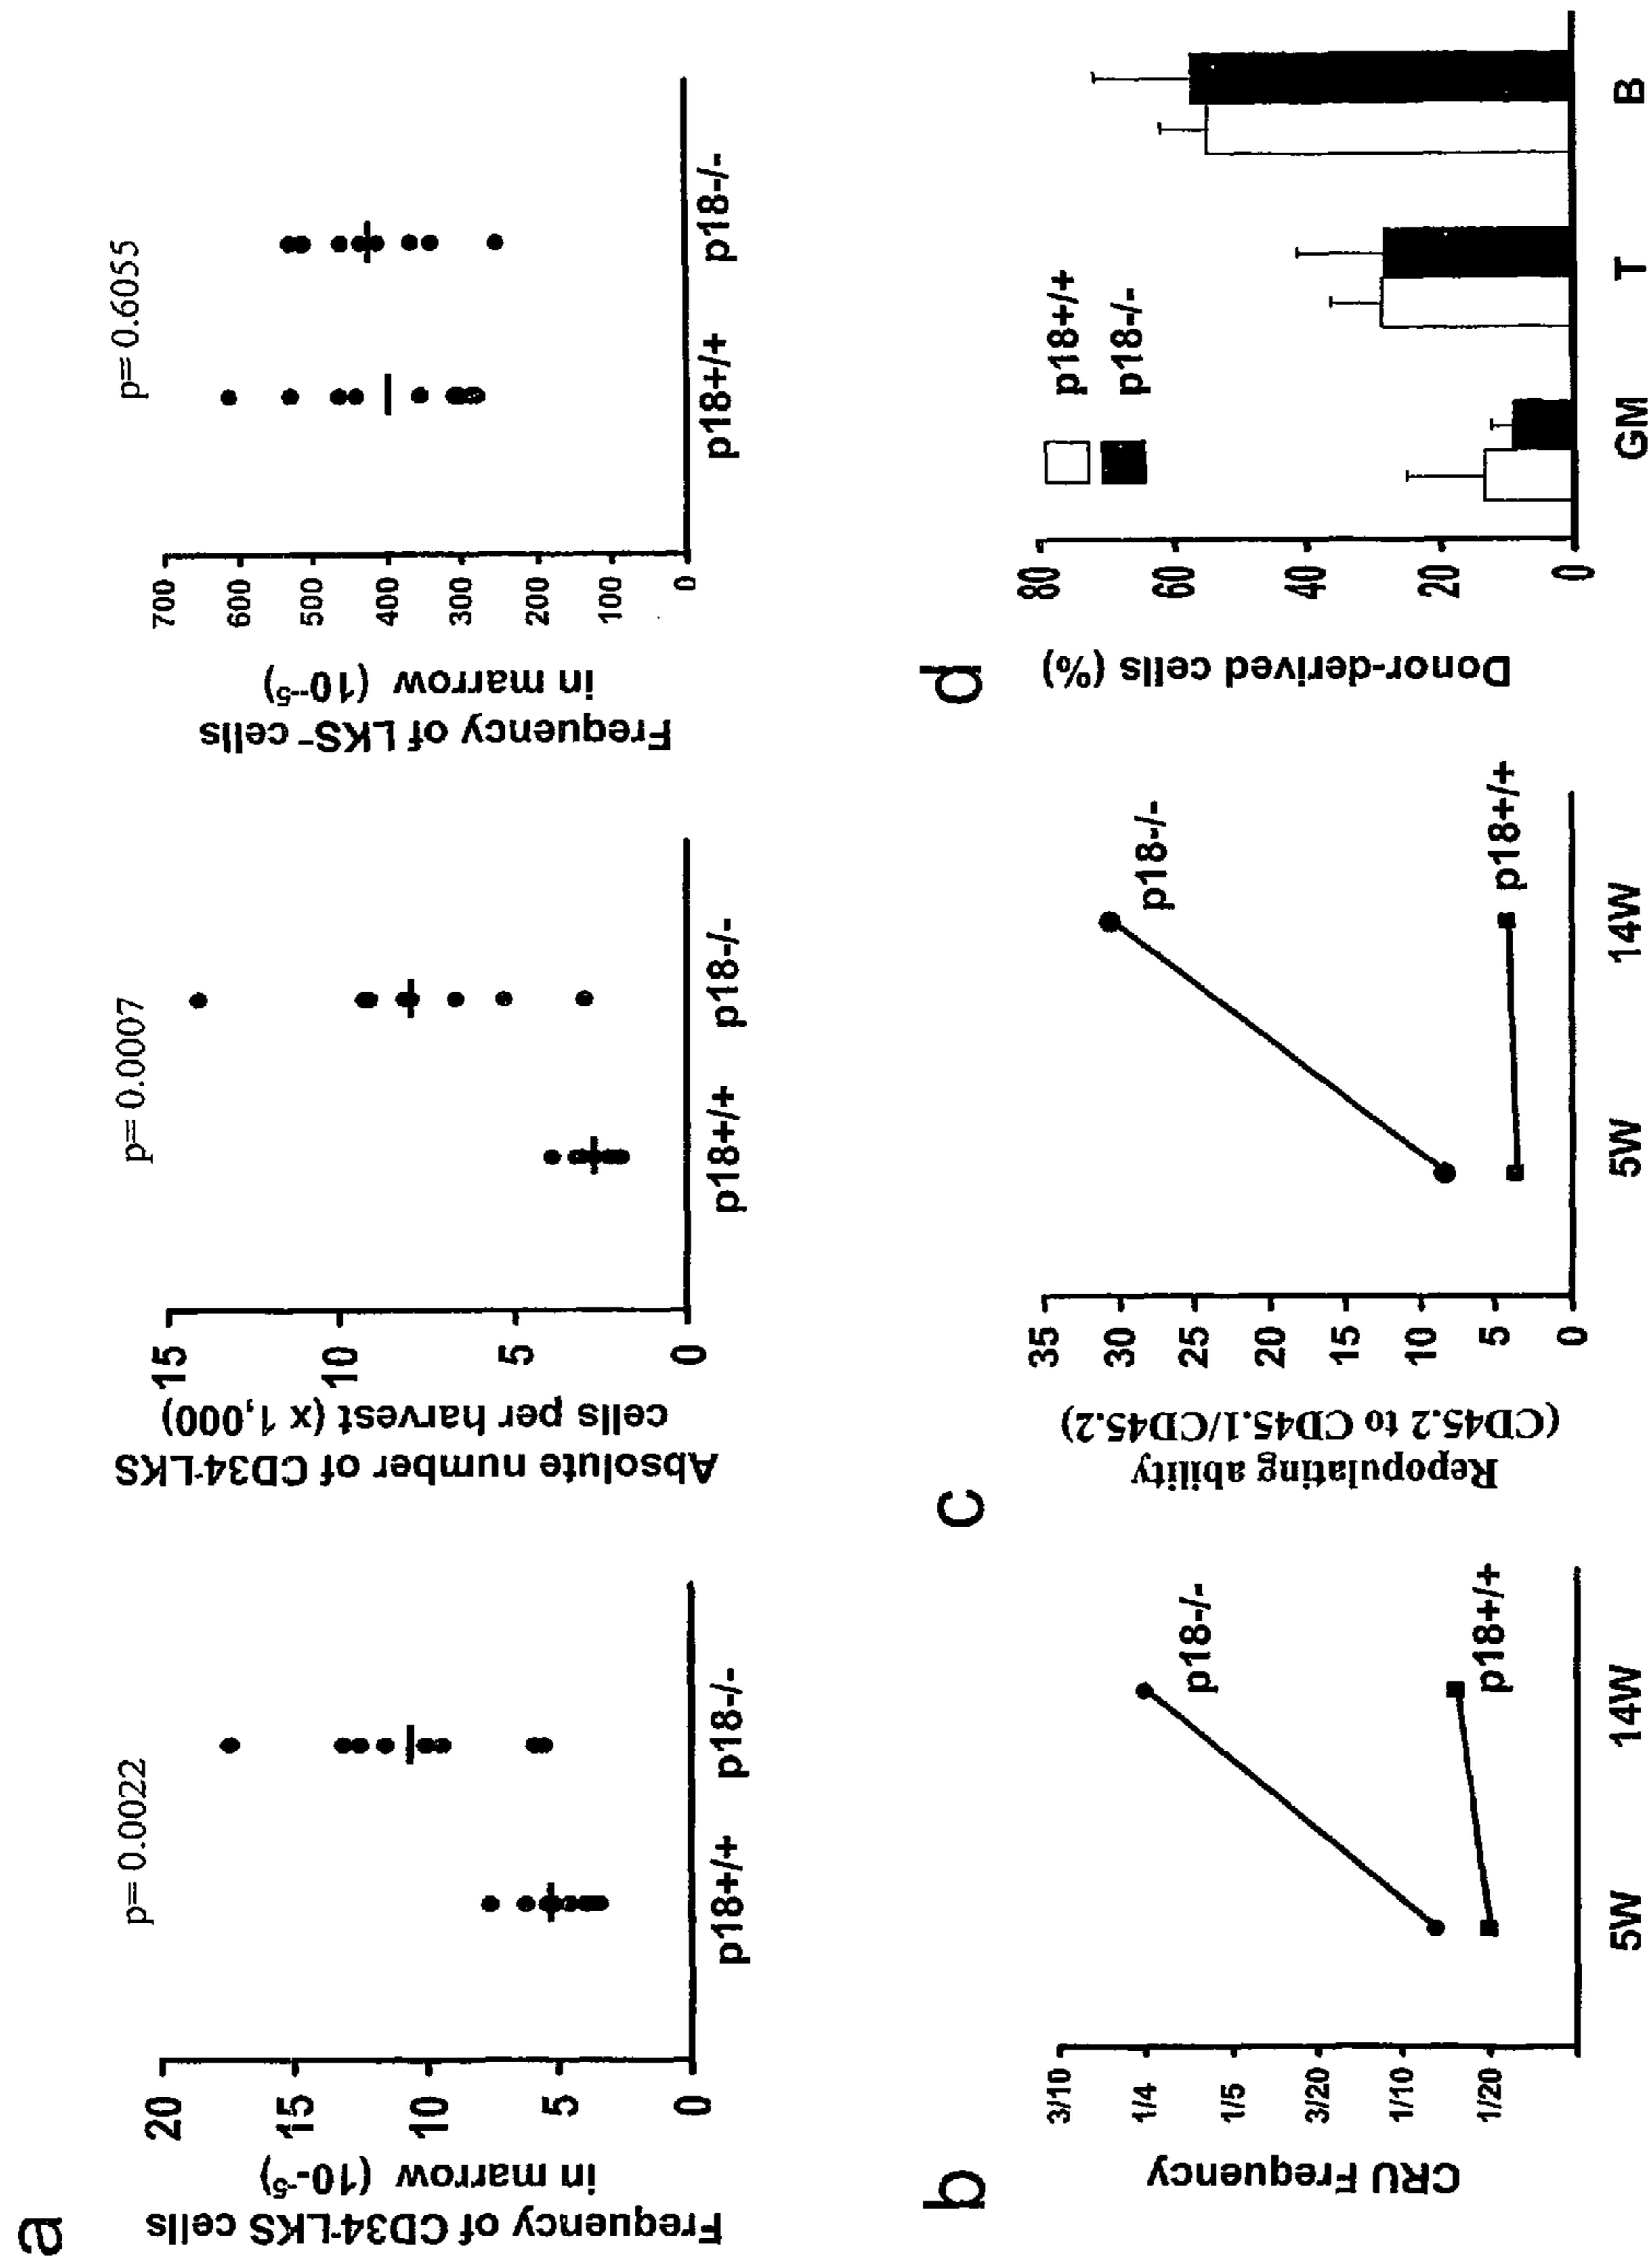 a
Frequency of CD34-LKS cells
in marrow (10-5)
20
15
10
5
0
p= 0.0022
p18+/+
p18-/-
Absolute number of CD34-LKS
cells per harvest (x 1,000)
15
10
5
0
p= 0.0007
p18+/+
p18-/-
Frequency of LKS- cells
in marrow (10-5)
700
600
500
400
300
200
100
0
p= 0.6055
p18+/+
p18-/-
b
CRU Frequency
3/10
1/4
1/5
3/20
1/10
1/20
p18-/-
p18+/+
5W
14W
c
Repopulating ability
(CD45.2 to CD45.1/CD45.2)
35
30
25
20
15
10
5
0
p18-/-
p18+/+
5W
14W
d
Donor-derived cells (%)
80
60
40
20
0
p18+/+
p18-/-
GM
T
B